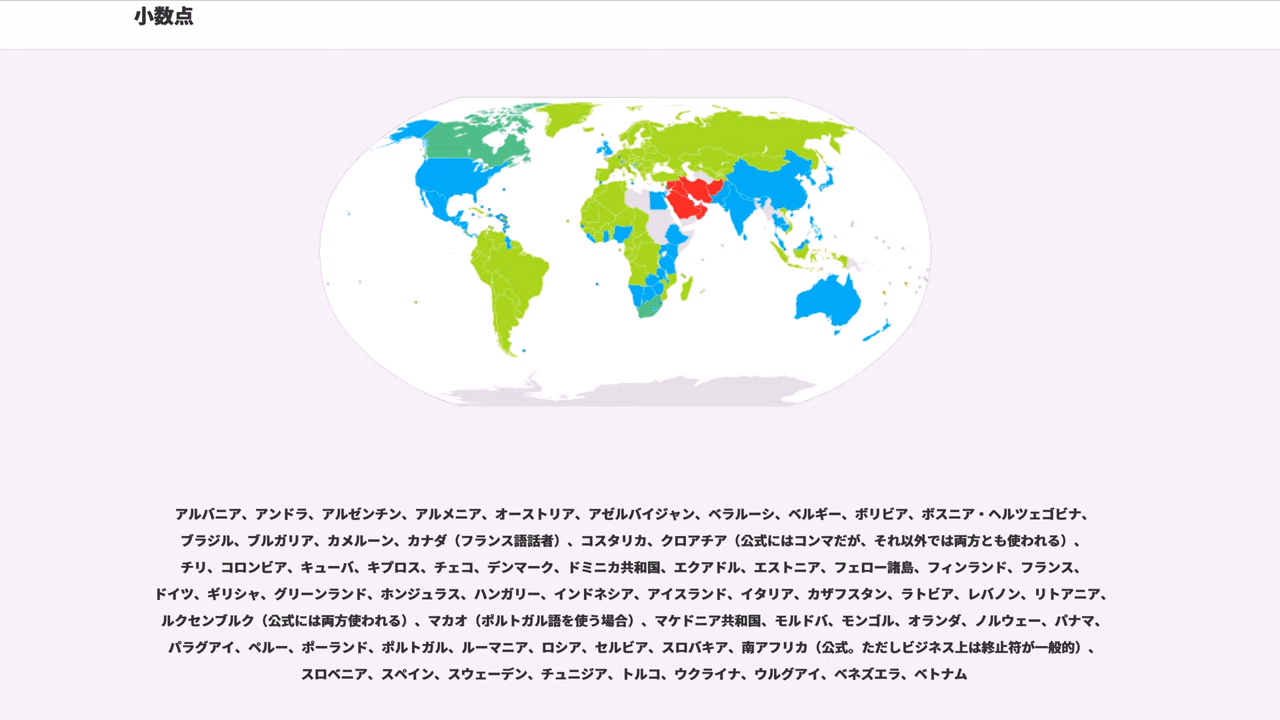 小数点
アルバニア、アンドラ、アルゼンチン、アルメニア、オーストリア、アゼルバイジャン、ベラルーシ、ベルギー、ボリビア、ボスニア・ヘルツェゴビナ、
ブラジル、ブルガリア、カメルーン、カナダ（フランス語話者）、コスタリカ、クロアチア（公式にはコンマだが、それ以外では両方とも使われる）、
チリ、コロンビア、キューバ、キプロス、チェコ、デンマーク、ドミニカ共和国、エクアドル、エストニア、フェロー諸島、フィンランド、フランス、
ドイツ、ギリシャ、グリーンランド、ホンジュラス、ハンガリー、インドネシア、アイスランド、イタリア、カザフスタン、ラトビア、レバノン、リトアニア、
ルクセンブルク（公式には両方使われる）、マカオ（ポルトガル語を使う場合）、マケドニア共和国、モルドバ、モンゴル、オランダ、ノルウェー、パナマ、
パラグアイ、ペルー、ポーランド、ポルトガル、ルーマニア、ロシア、セルビア、スロバキア、南アフリカ（公式。ただしビジネス上は終止符が一般的）、
スロベニア、スペイン、スウェーデン、チュニジア、トルコ、ウクライナ、ウルグアイ、ベネズエラ、ベトナム